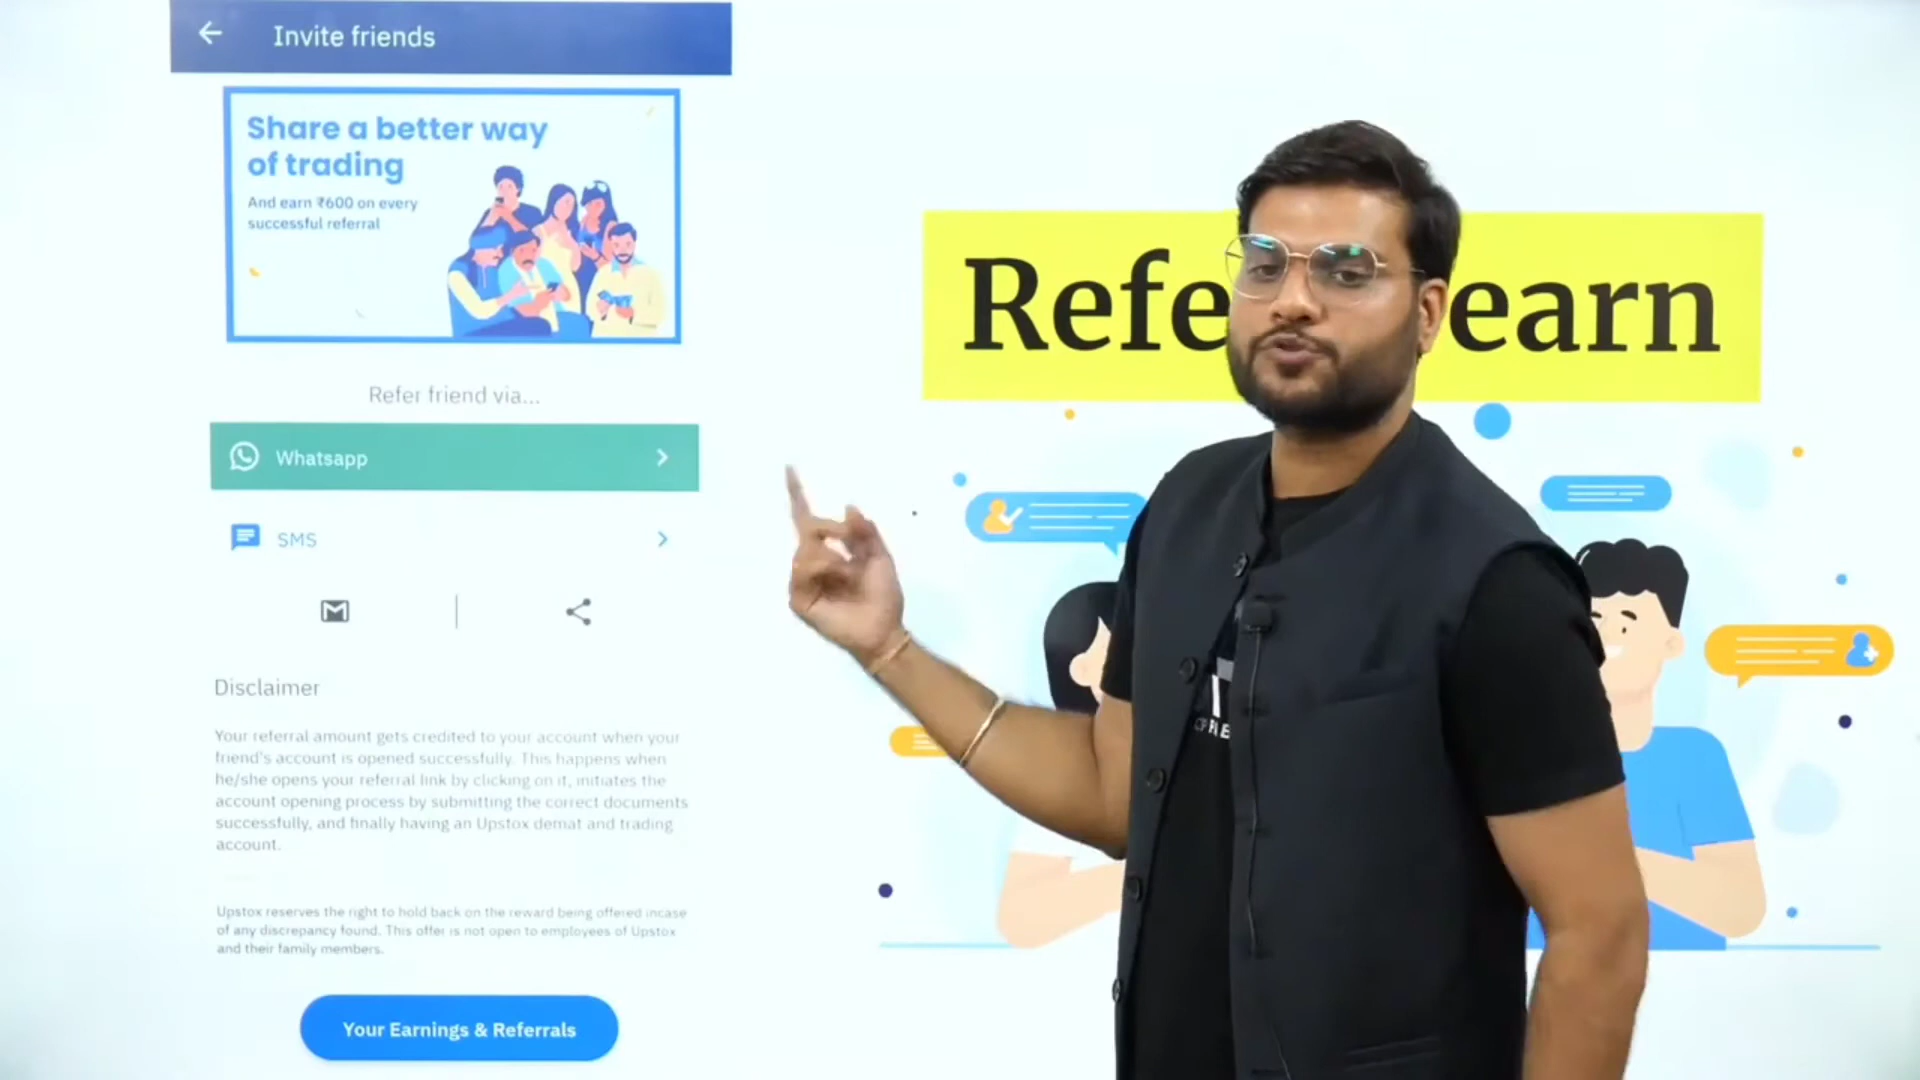 Invite friends
Share a better way
of trading
And earn ₹600 on every
successful referral
Refer friend via...
Whatsapp
SMS
Disclaimer
Your referral amount gets credited to your account when your
friend's account is opened successfully. This happens when
he/she opens your referral link by clicking on it, initiates the
account opening process by submitting the correct documents
successfully, and finally having an Upstox demat and trading
account.
Upstox reserves the right to hold back on the reward being offered incase
of any discrepancy found. This offer is not open to employees of Upstox
and their family members.
Your Earnings & Referrals
Refe earn